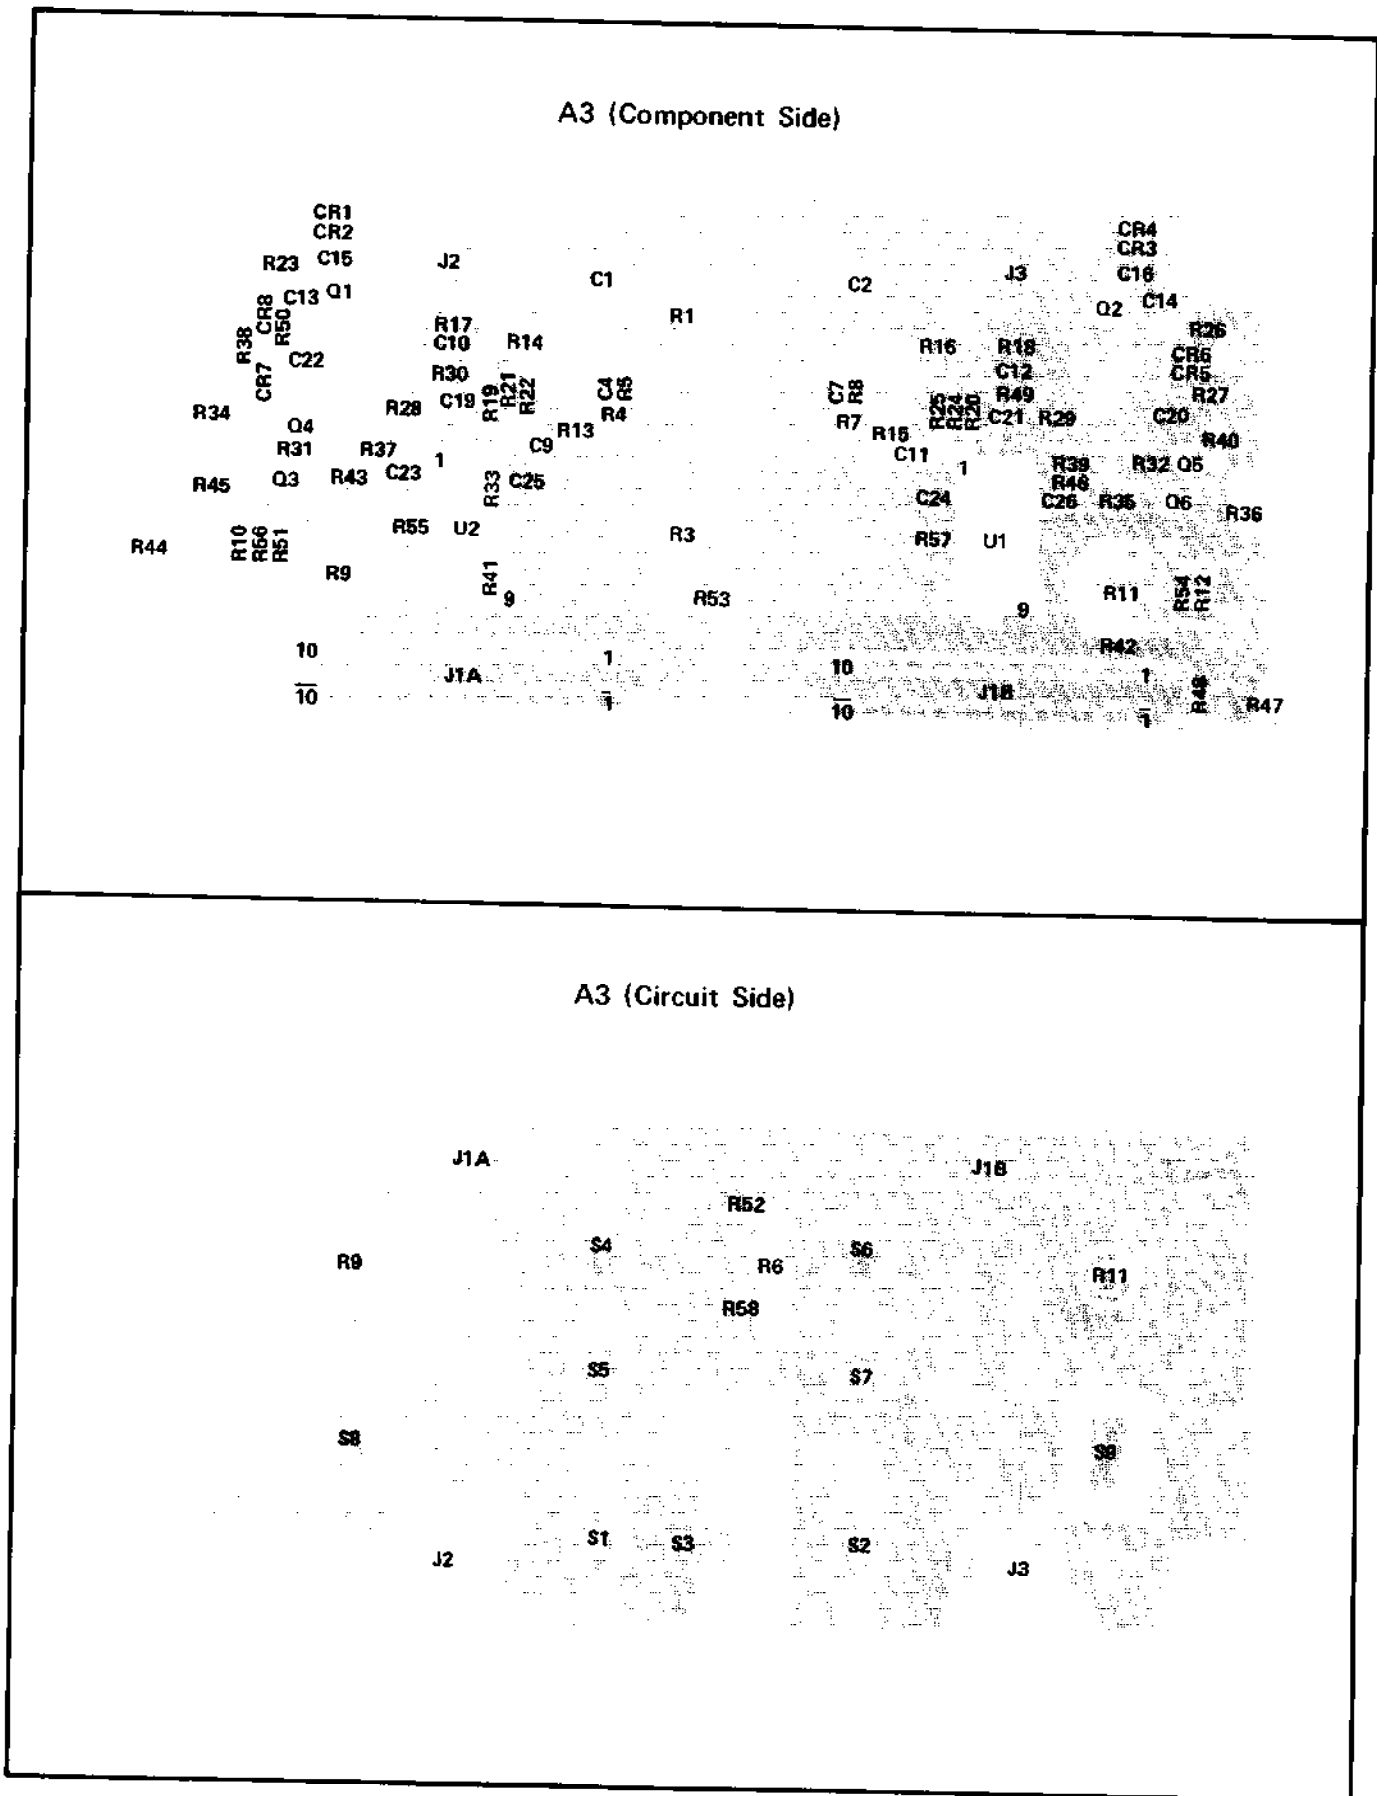 A3 (Component Side)
CR1
CR2
CR4
CR3
R23 C15 J2 C1 C2 J3 C16
CR8 C13 Q1 Q2 C14
R50 R1
R38 R17 R14 R26
C10 R16 R18
C22 CR6
CR7 R30 C12 CR5
R19 R21 R22 C4 R5 C7 R8 R49 R27
R34 R28 C19 R4 R25 R24 R20 C21 R29 C20
Q4 R13 R7 R15
R31 R37 1 C9 C11 R40
Q3 R43 C23 1 R39 R32 Q5
R45 R33 C25 R46
C24 C26 R35 Q6 R36
R55 U2 R3 R57 U1
R44 R10 R56 R51
R9 R41 9 R53 R11 R54 R12
9
10 1 10 R42
J1A J1B 1
10 1 10 1 R48 R47
A3 (Circuit Side)
J1A J1B
R52
S4 S6
R9 R6 R11
R58
S5 S7
S8 S9
S1 S3 S2
J2 J3